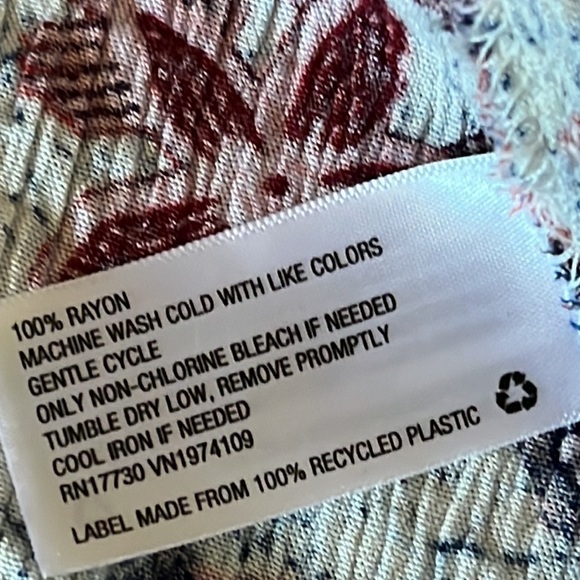 100% RAYON
MACHINE WASH COLD WITH LIKE COLORS
GENTLE CYCLE
ONLY NON-CHLORINE BLEACH IF NEEDED
TUMBLE DRY LOW, REMOVE PROMPTLY
COOL IRON IF NEEDED
RN17730 VN1974109
LABEL MADE FROM 100% RECYCLED PLASTIC